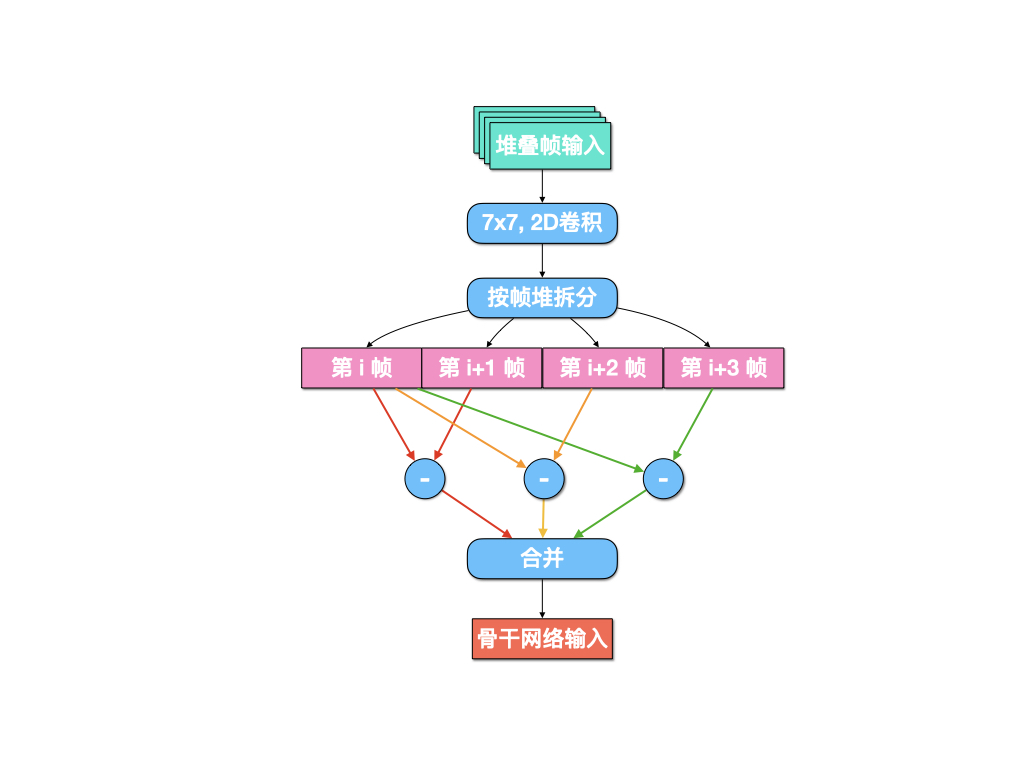 堆叠帧输入
7x7, 2D卷积
按帧堆拆分
第 i 帧
第 i+1 帧
第 i+2 帧
第 i+3 帧
-
-
-
合并
骨干网络输入